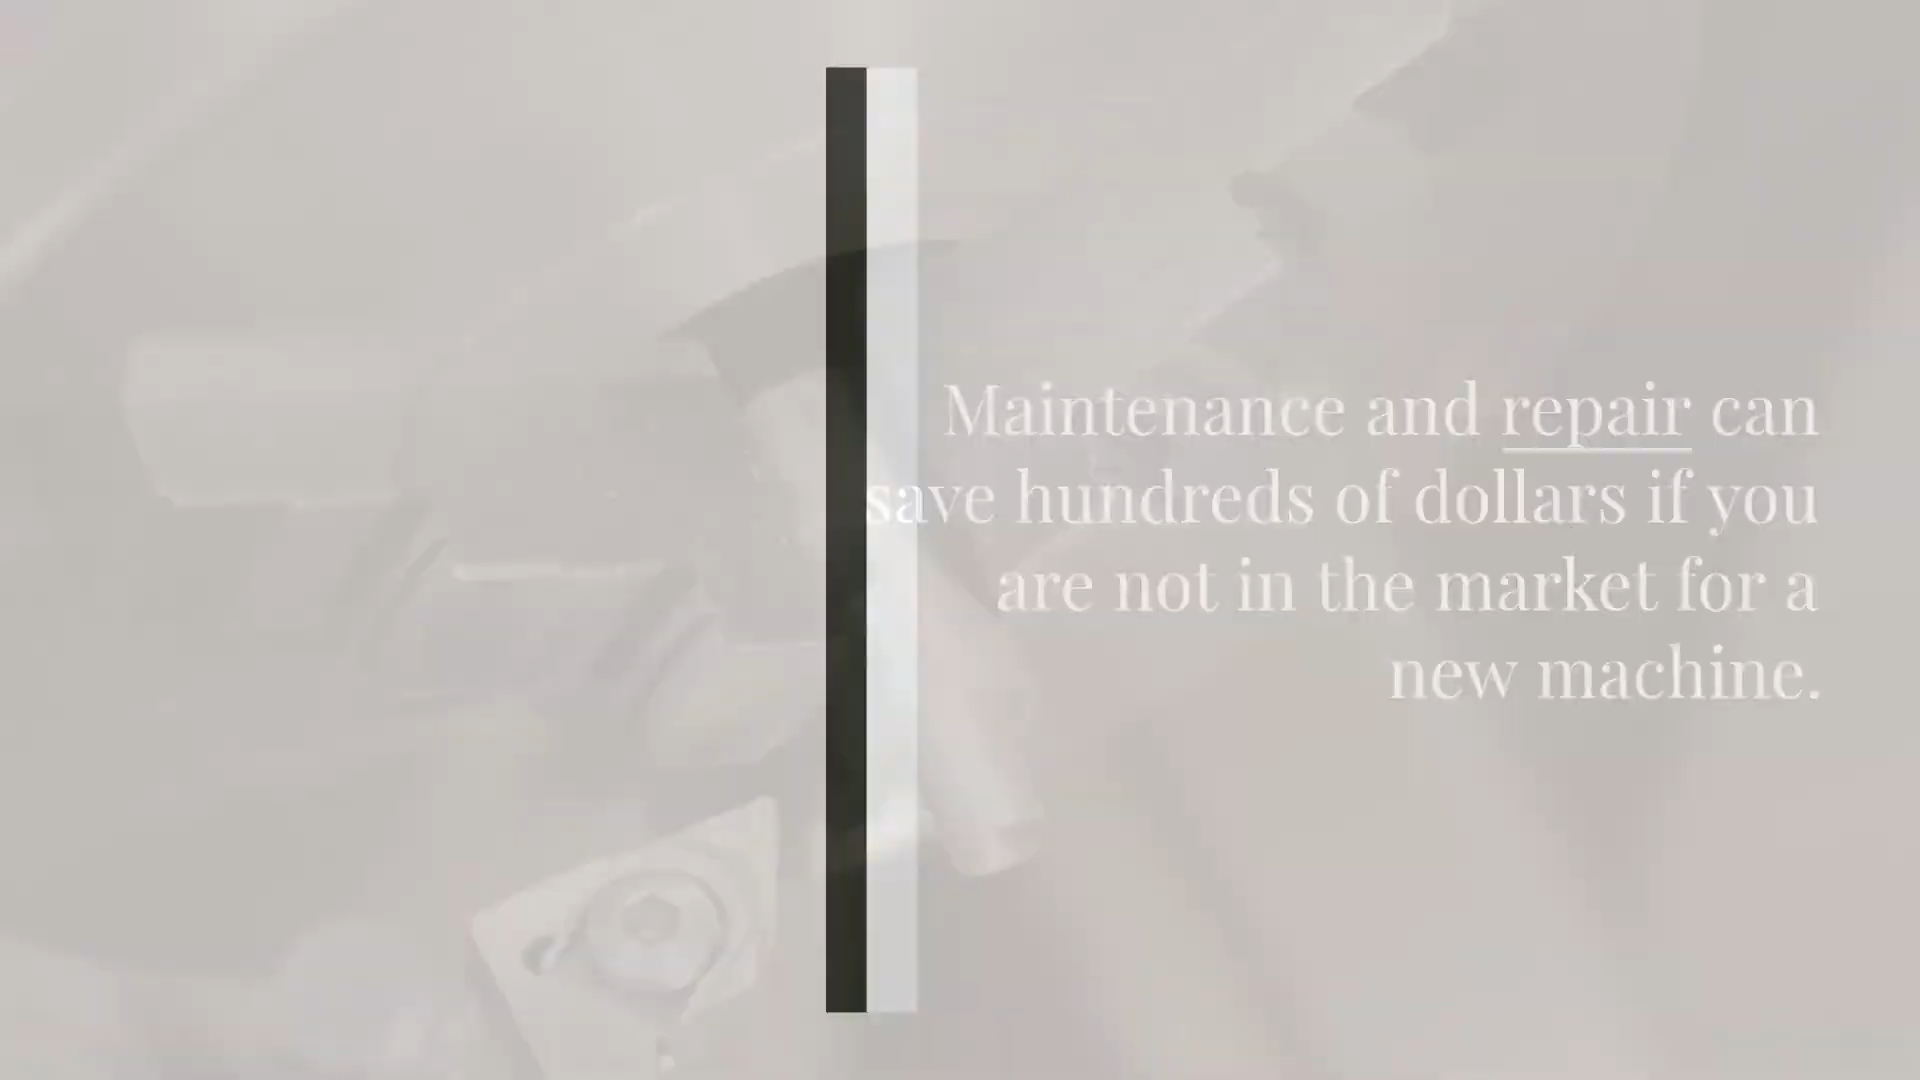 Maintenance and repair can
save hundreds of dollars if you
are not in the market for a
new machine.